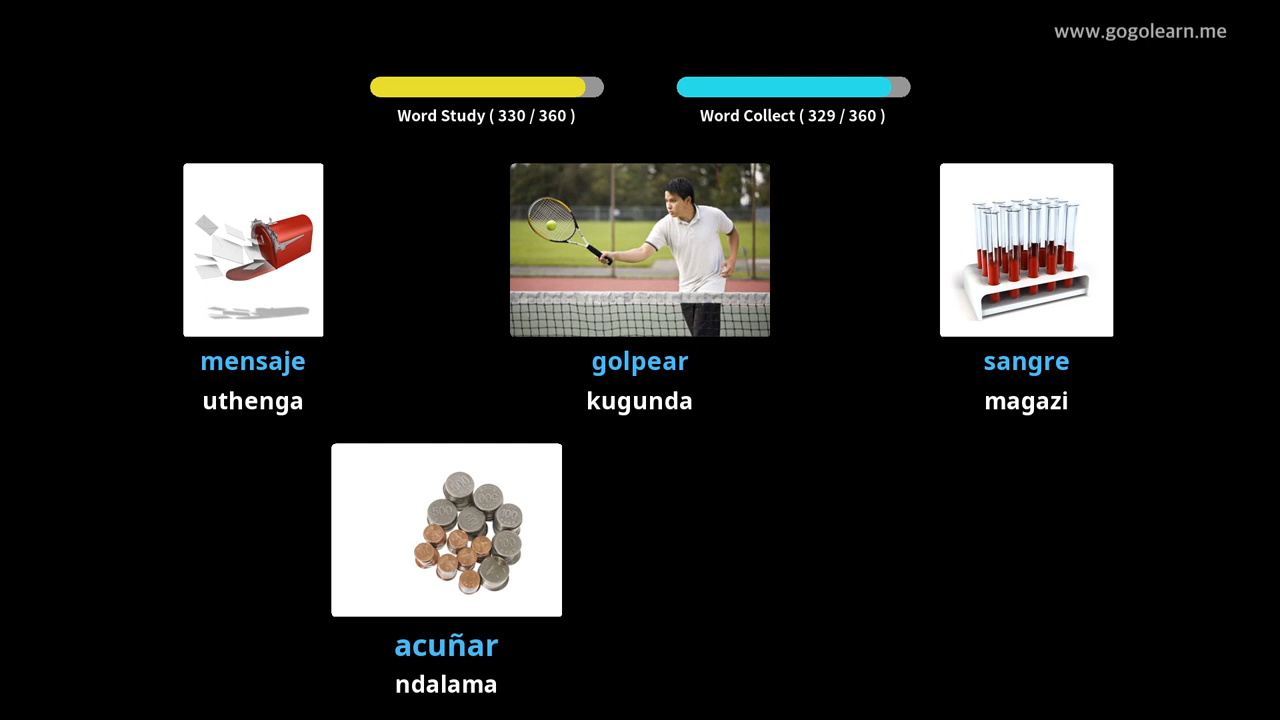 www.gogolearn.me
Word Study ( 330 / 360 )
Word Collect ( 329 / 360 )
mensaje
uthenga
golpear
kugunda
sangre
magazi
acuñar
ndalama